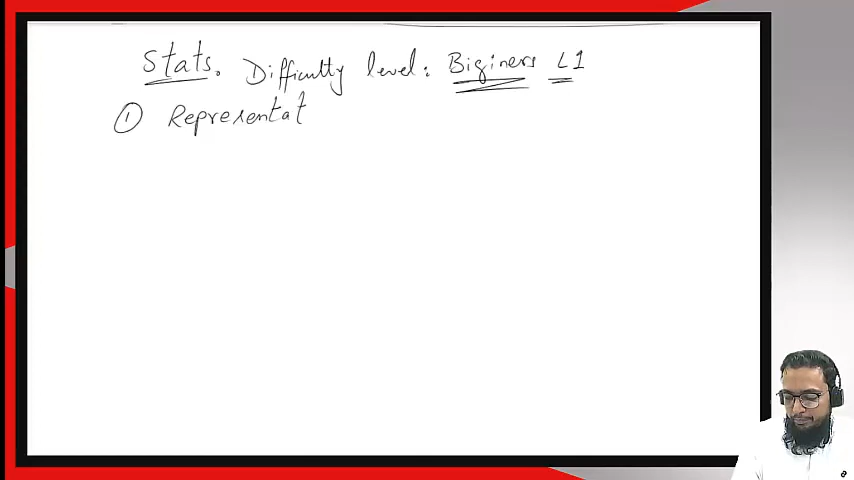 Stats. Difficulty level: Biginers L1
① Representat